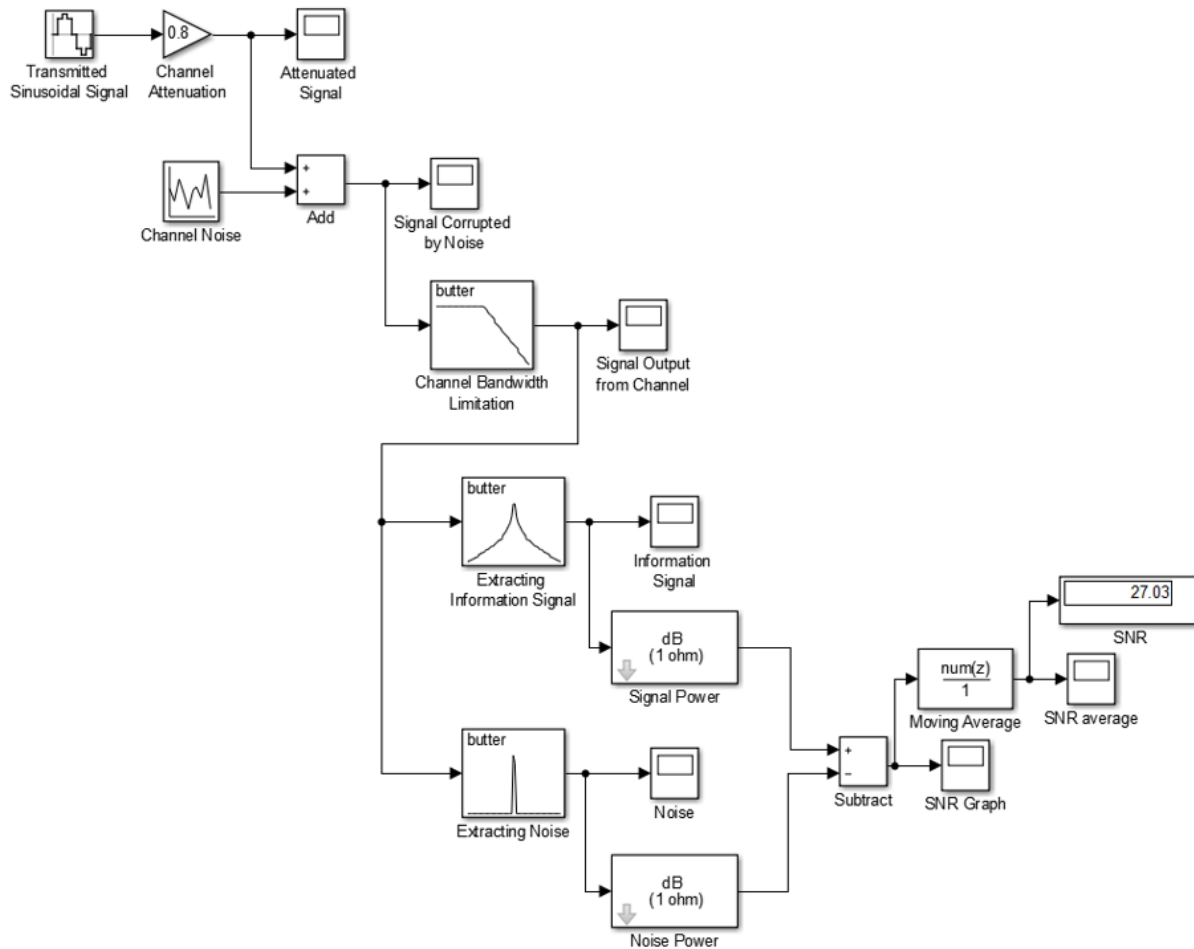 0.8
Transmitted
Sinusoidal Signal
Channel
Attenuation
Attenuated
Signal
+
+
Add
Channel Noise
Signal Corrupted
by Noise
butter
Channel Bandwidth
Limitation
Signal Output
from Channel
butter
Extracting
Information Signal
Information
Signal
dB
(1 ohm)
Signal Power
27.03
SNR
num(z)
1
Moving Average
SNR average
butter
Extracting Noise
Noise
+
−
Subtract
SNR Graph
dB
(1 ohm)
Noise Power